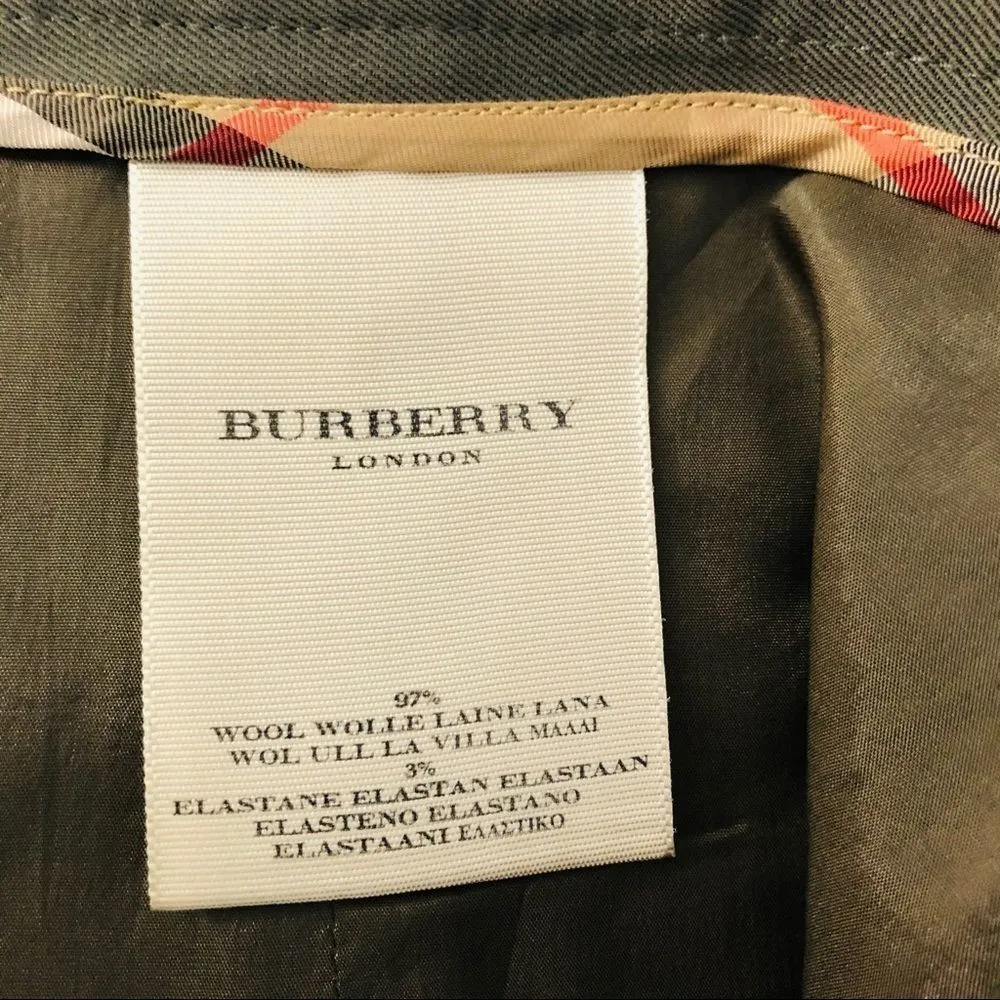 BURBERRY
LONDON
97%
WOOL WOLLE LAINE LANA
WOL ULL LA VILLA ΜΑΛΛΙ
3%
ELASTANE ELASTAN ELASTAAN
ELASTENO ELASTANO
ELASTAANI ΕΛΑΣΤΙΚΟ